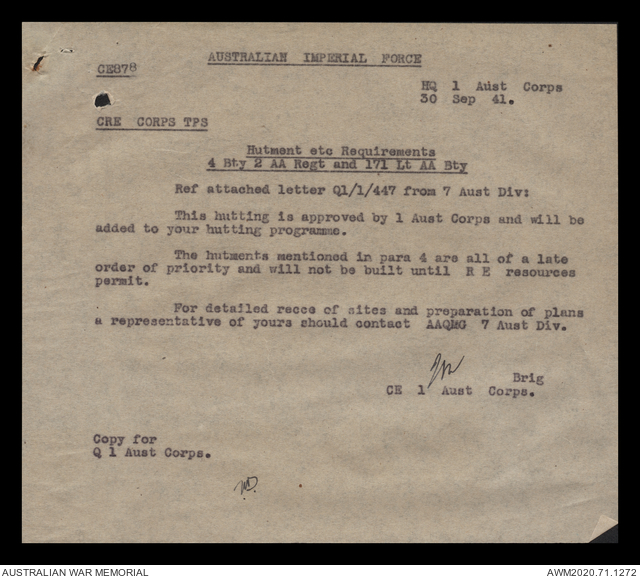 AUSTRALIAN IMPERIAL FORCE
CE878
HQ 1 Aust Corps
30 Sep 41.
CRE CORPS TPS
Hutment etc Requirements
4 Bty 2 AA Regt and 171 Lt AA Bty
Ref attached letter Q1/1/447 from 7 Aust Div:
This hutting is approved by 1 Aust Corps and will be
added to your hutting programme.
The hutments mentioned in para 4 are all of a late
order of priority and will not be built until R E resources
permit.
For detailed recce of sites and preparation of plans
a representative of yours should contact AAQMG 7 Aust Div.
Brig
CE 1 Aust Corps.
Copy for
Q 1 Aust Corps.
AUSTRALIAN WAR MEMORIAL
AWM2020.71.1272